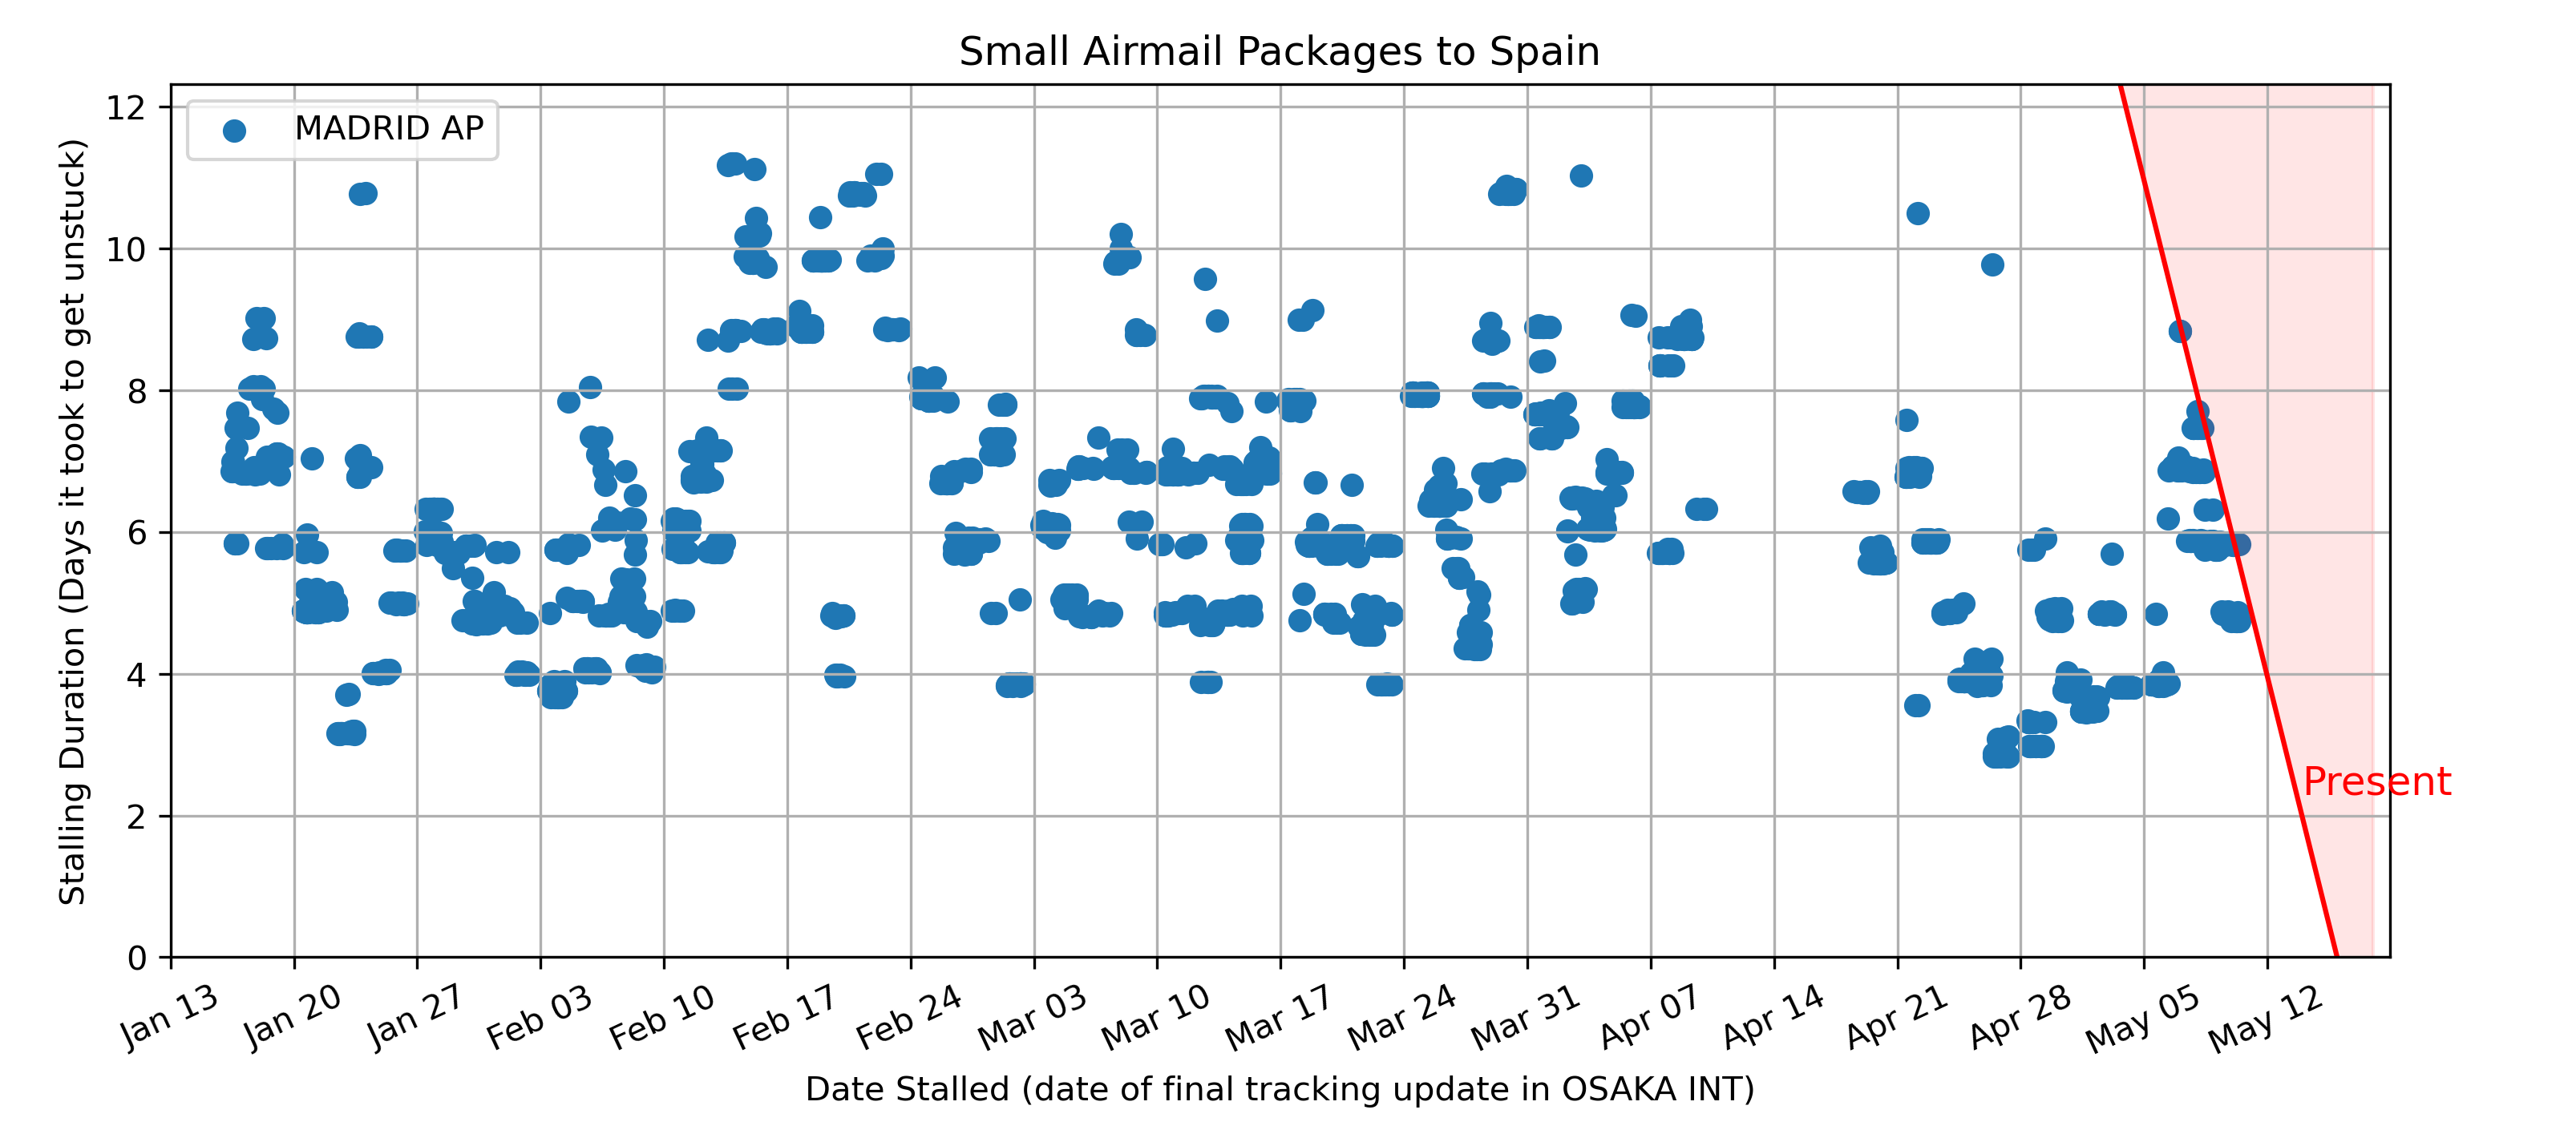 Small Airmail Packages to Spain
MADRID AP
Stalling Duration (Days it took to get unstuck)
12
10
8
6
4
2
0
Present
Jan 13
Jan 20
Jan 27
Feb 03
Feb 10
Feb 17
Feb 24
Mar 03
Mar 10
Mar 17
Mar 24
Mar 31
Apr 07
Apr 14
Apr 21
Apr 28
May 05
May 12
Date Stalled (date of final tracking update in OSAKA INT)